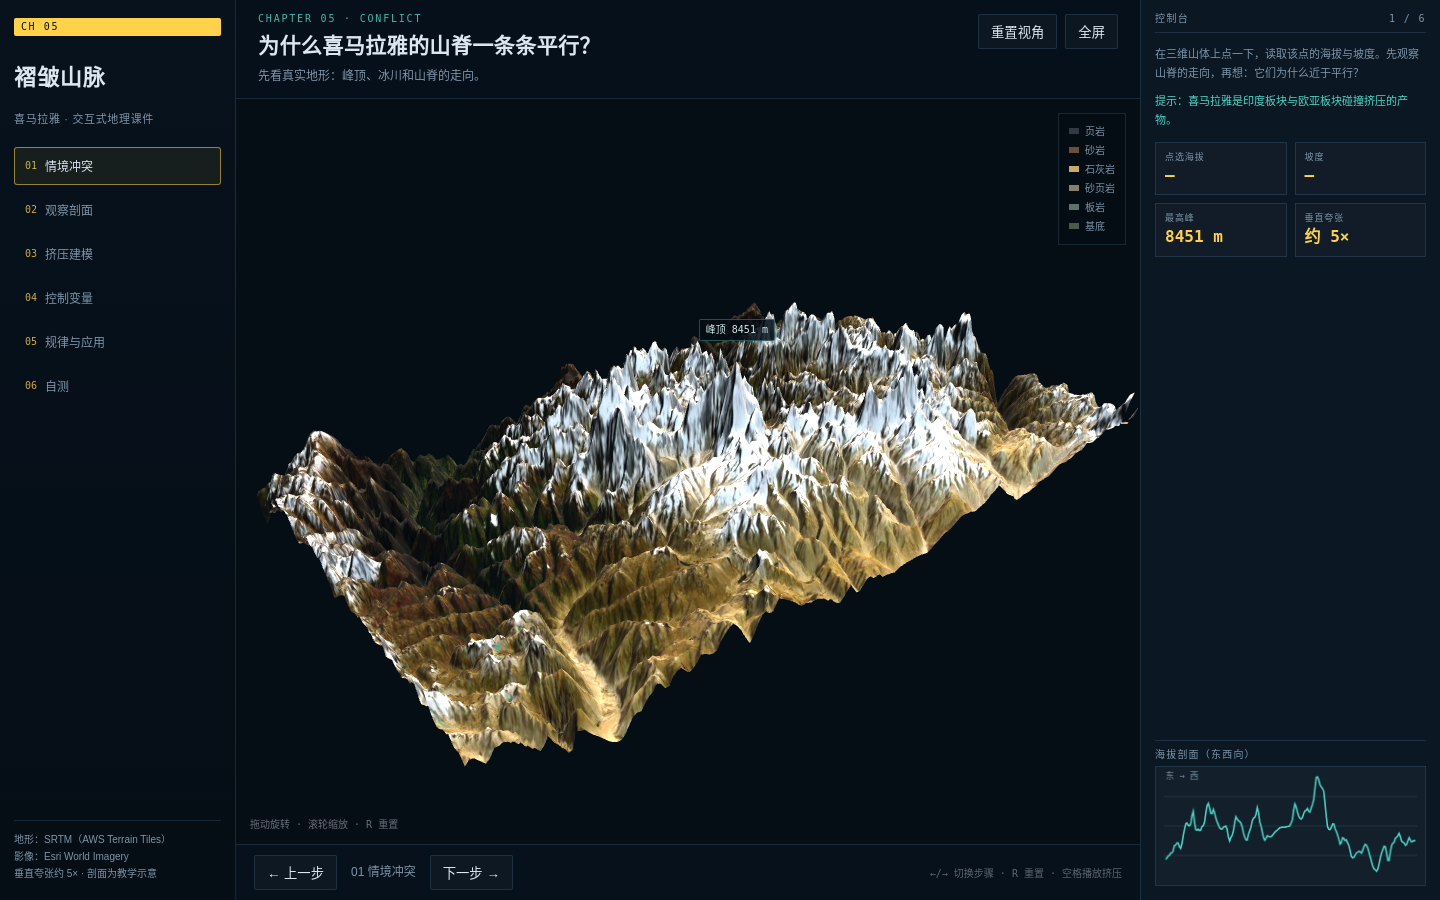 CH 05
褶皱山脉
喜马拉雅 · 交互式地理课件
01 情境冲突
02 观察剖面
03 挤压建模
04 控制变量
05 规律与应用
06 自测
地形：SRTM（AWS Terrain Tiles）
影像：Esri World Imagery
垂直夸张约 5× · 剖面为教学示意
CHAPTER 05 · CONFLICT
为什么喜马拉雅的山脊一条条平行？
先看真实地形：峰顶、冰川和山脊的走向。
重置视角
全屏
页岩
砂岩
石灰岩
砂页岩
板岩
基底
峰顶 8451 m
拖动旋转 · 滚轮缩放 · R 重置
← 上一步
01 情境冲突
下一步 →
←/→ 切换步骤 · R 重置 · 空格播放挤压
控制台
1 / 6
在三维山体上点一下，读取该点的海拔与坡度。先观察
山脊的走向，再想：它们为什么近于平行？
提示：喜马拉雅是印度板块与欧亚板块碰撞挤压的产
物。
点选海拔
—
坡度
—
最高峰
8451 m
垂直夸张
约 5×
海拔剖面（东西向）
东 → 西